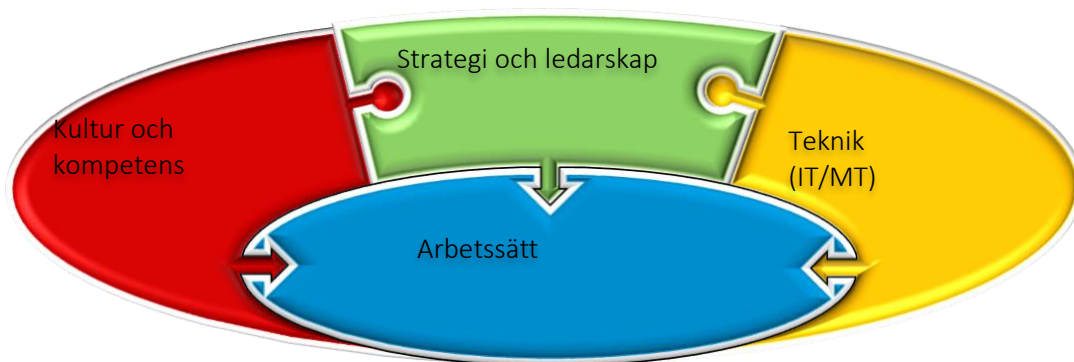 Strategi och ledarskap
Kultur och
kompetens
Teknik
(IT/MT)
Arbetssätt